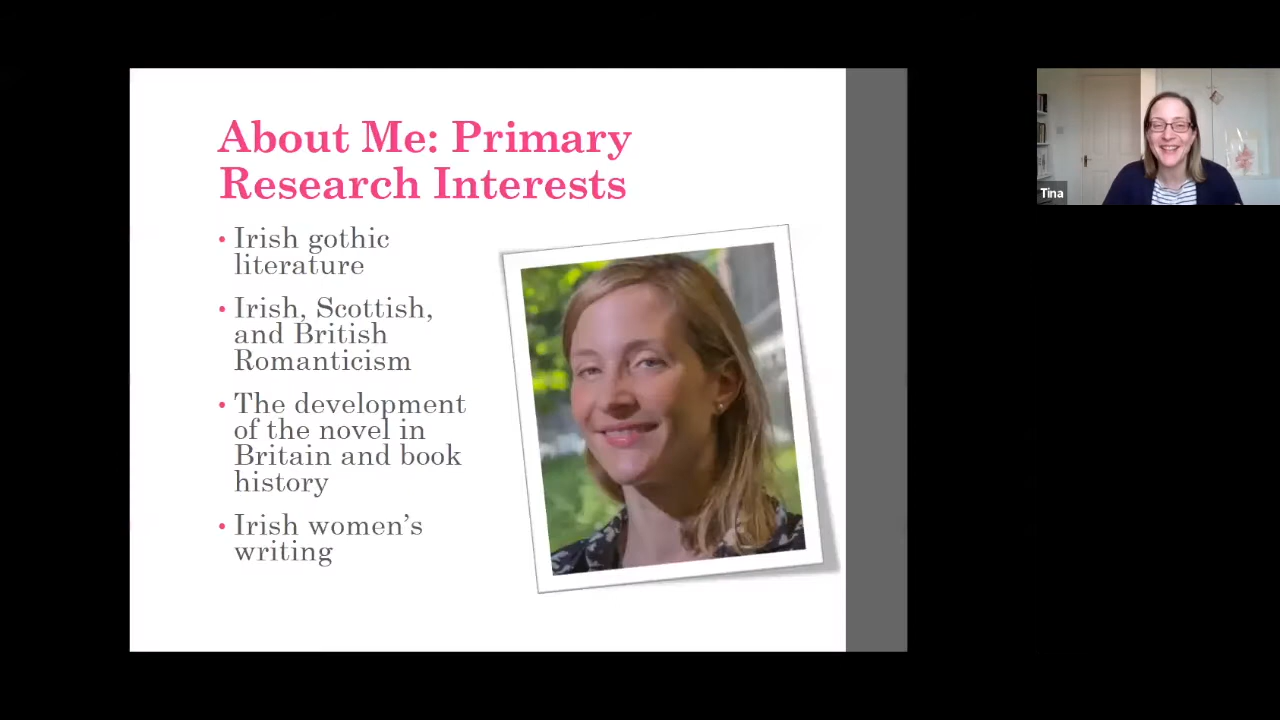 About Me: Primary
Research Interests
• Irish gothic
literature
• Irish, Scottish,
and British
Romanticism
• The development
of the novel in
Britain and book
history
• Irish women’s
writing
Tina